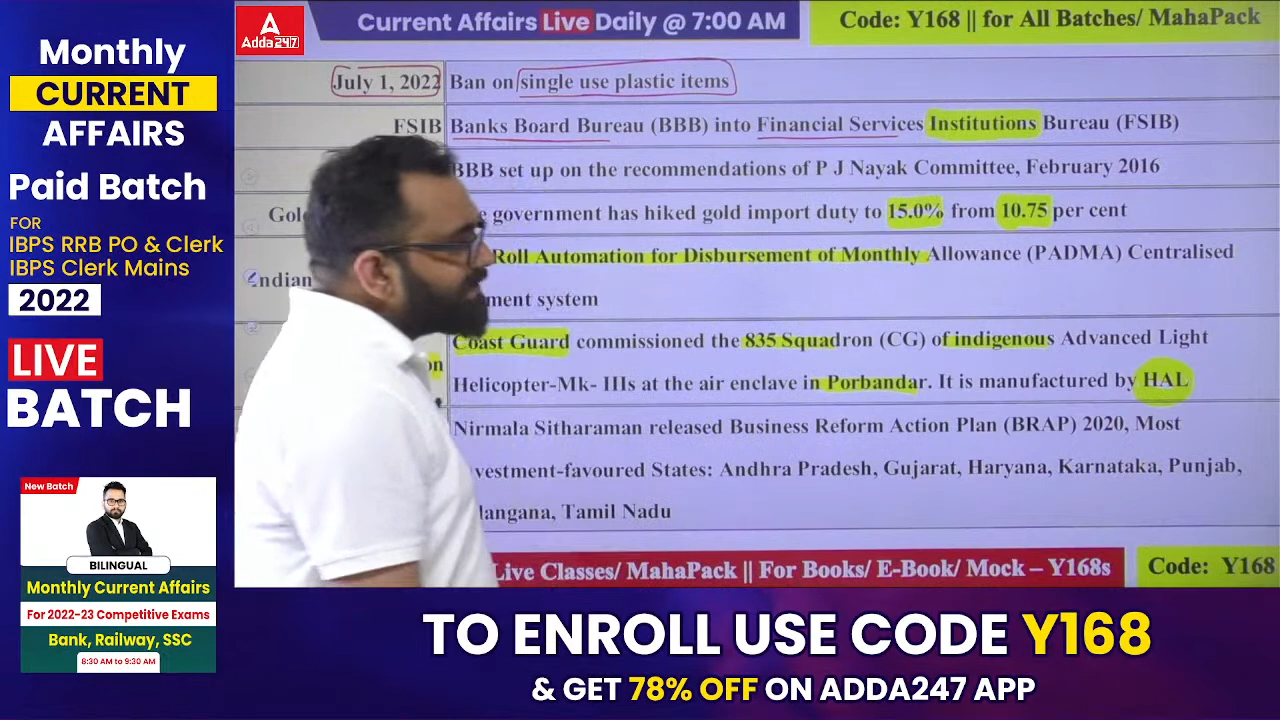 Monthly
CURRENT
AFFAIRS
Paid Batch
FOR
IBPS RRB PO & Clerk
IBPS Clerk Mains
2022
LIVE
BATCH
New Batch
BILINGUAL
Monthly Current Affairs
For 2022-23 Competitive Exams
Bank, Railway, SSC
8:30 AM to 9:30 AM
Adda247
Current Affairs Live Daily @ 7:00 AM
Code: Y168 || for All Batches/ MahaPack
July 1, 2022 Ban on single use plastic items
FSIB Banks Board Bureau (BBB) into Financial Services Institutions Bureau (FSIB)
BBB set up on the recommendations of P J Nayak Committee, February 2016
government has hiked gold import duty to 15.0% from 10.75 per cent
Roll Automation for Disbursement of Monthly Allowance (PADMA) Centralised
system
Coast Guard commissioned the 835 Squadron (CG) of indigenous Advanced Light
Helicopter-Mk- IIIs at the air enclave in Porbandar. It is manufactured by HAL
Nirmala Sitharaman released Business Reform Action Plan (BRAP) 2020, Most
vestment-favoured States: Andhra Pradesh, Gujarat, Haryana, Karnataka, Punjab,
langana, Tamil Nadu
Live Classes/ MahaPack || For Books/ E-Book/ Mock – Y168s
Code: Y168
TO ENROLL USE CODE Y168
& GET 78% OFF ON ADDA247 APP